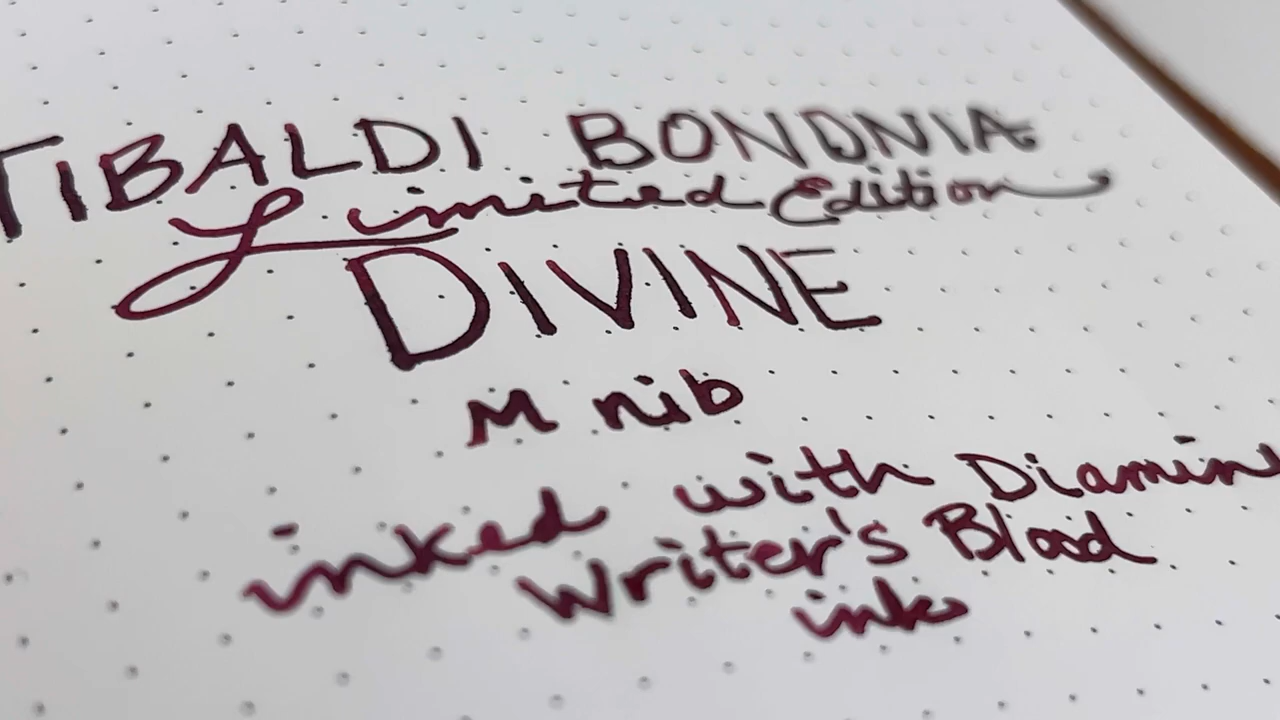 TIBALDI BONONIA
Limited Edition
DIVINE
M nib
inked with Diamin
Writer's Blood
ink